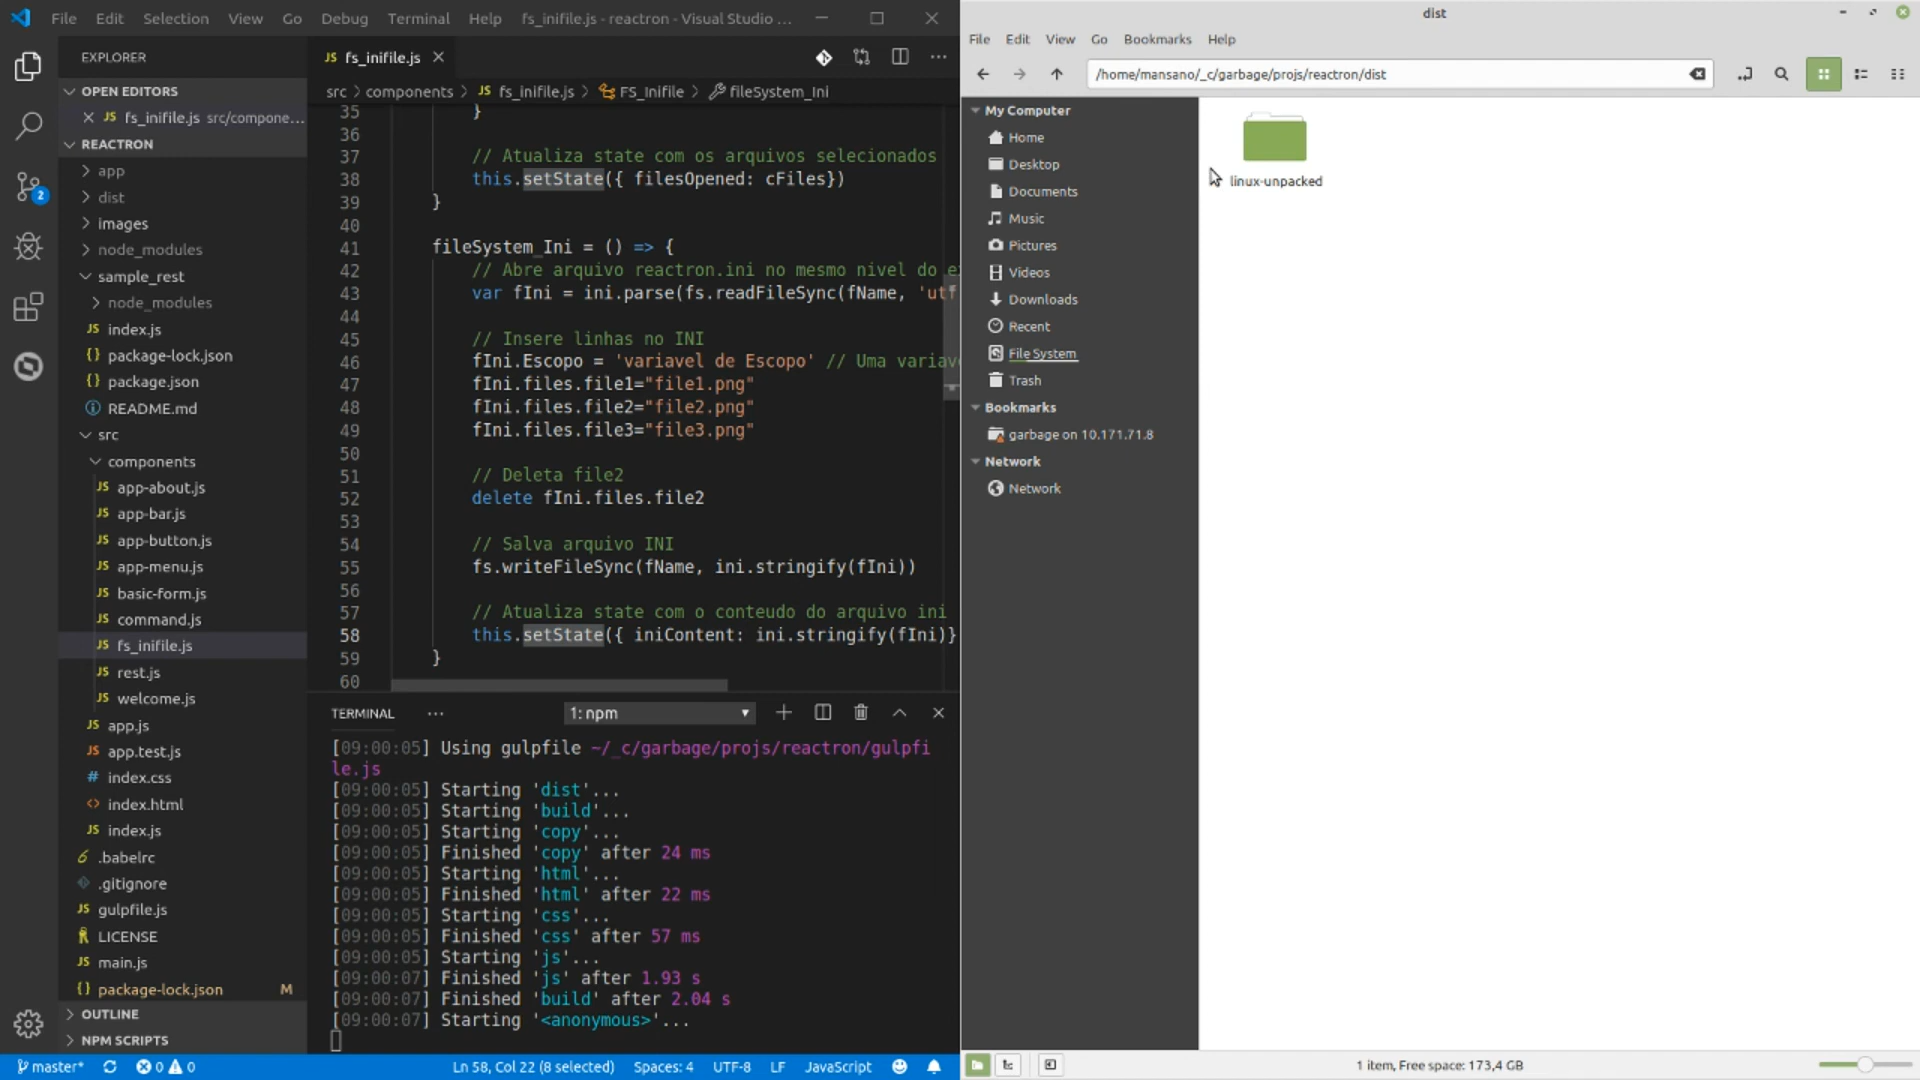 File Edit Selection View Go Debug Terminal Help fs_inifile.js - reactron - Visual Studio ...
EXPLORER
OPEN EDITORS
JS fs_inifile.js src/compone...
REACTRON
app
dist
images
node_modules
sample_rest
node_modules
JS index.js
{} package-lock.json
{} package.json
README.md
src
components
JS app-about.js
JS app-bar.js
JS app-button.js
JS app-menu.js
JS basic-form.js
JS command.js
JS fs_inifile.js
JS rest.js
JS welcome.js
JS app.js
JS app.test.js
# index.css
<> index.html
JS index.js
.babelrc
.gitignore
JS gulpfile.js
LICENSE
JS main.js
{} package-lock.json M
OUTLINE
NPM SCRIPTS
2
JS fs_inifile.js
src > components > JS fs_inifile.js > FS_Inifile > fileSystem_Ini
35 }
36
37 // Atualiza state com os arquivos selecionados
38 this.setState({ filesOpened: cFiles})
39 }
40
41 fileSystem_Ini = () => {
42 // Abre arquivo reactron.ini no mesmo nivel do e
43 var fIni = ini.parse(fs.readFileSync(fName, 'utf
44
45 // Insere linhas no INI
46 fIni.Escopo = 'variavel de Escopo' // Uma variav
47 fIni.files.file1="file1.png"
48 fIni.files.file2="file2.png"
49 fIni.files.file3="file3.png"
50
51 // Deleta file2
52 delete fIni.files.file2
53
54 // Salva arquivo INI
55 fs.writeFileSync(fName, ini.stringify(fIni))
56
57 // Atualiza state com o conteudo do arquivo ini
58 this.setState({ iniContent: ini.stringify(fIni)}
59 }
60
TERMINAL ... 1: npm
[09:00:05] Using gulpfile ~/_c/garbage/projs/reactron/gulpfi
le.js
[09:00:05] Starting 'dist'...
[09:00:05] Starting 'build'...
[09:00:05] Starting 'copy'...
[09:00:05] Finished 'copy' after 24 ms
[09:00:05] Starting 'html'...
[09:00:05] Finished 'html' after 22 ms
[09:00:05] Starting 'css'...
[09:00:05] Finished 'css' after 57 ms
[09:00:05] Starting 'js'...
[09:00:07] Finished 'js' after 1.93 s
[09:00:07] Finished 'build' after 2.04 s
[09:00:07] Starting '<anonymous>'...
master* 0 0 Ln 58, Col 22 (8 selected) Spaces: 4 UTF-8 LF JavaScript
dist
File Edit View Go Bookmarks Help
/home/mansano/_c/garbage/projs/reactron/dist
My Computer
Home
Desktop
Documents
Music
Pictures
Videos
Downloads
Recent
File System
Trash
Bookmarks
garbage on 10.171.71.8
Network
Network
linux-unpacked
1 item, Free space: 173,4 GB